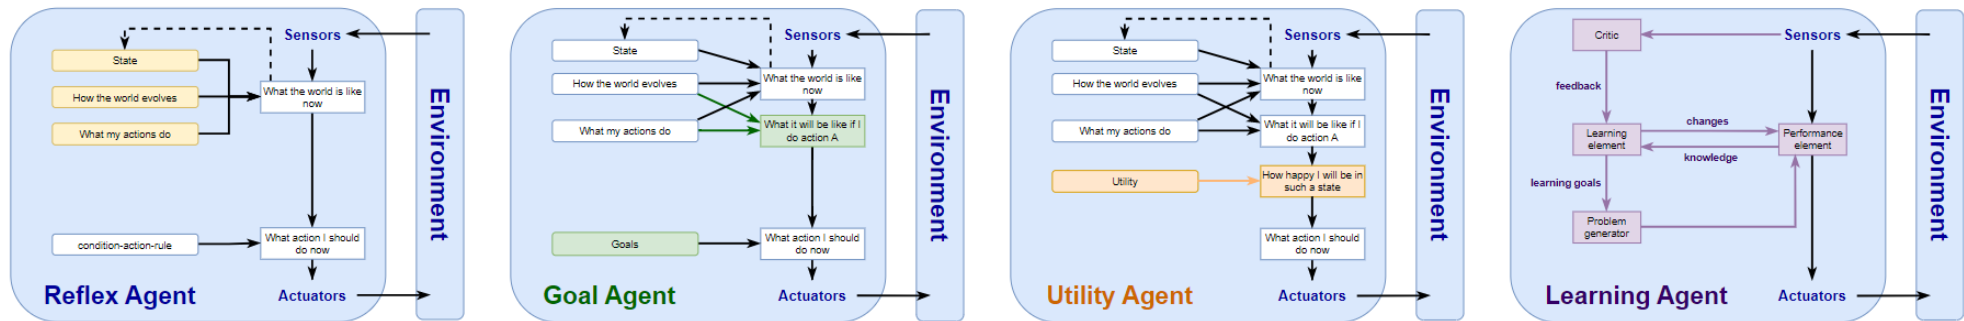 Sensors
State
How the world evolves
What my actions do
What the world is like
now
condition-action-rule
What action I should
do now
Actuators
Reflex Agent
Environment
Sensors
State
How the world evolves
What my actions do
What the world is like
now
What it will be like if I
do action A
Goals
What action I should
do now
Actuators
Goal Agent
Environment
Sensors
State
How the world evolves
What my actions do
What the world is like
now
What it will be like if I
do action A
Utility
How happy I will be in
such a state
What action I should
do now
Actuators
Utility Agent
Environment
Critic
Sensors
feedback
Learning
element
changes
knowledge
Performance
element
learning goals
Problem
generator
Actuators
Learning Agent
Environment